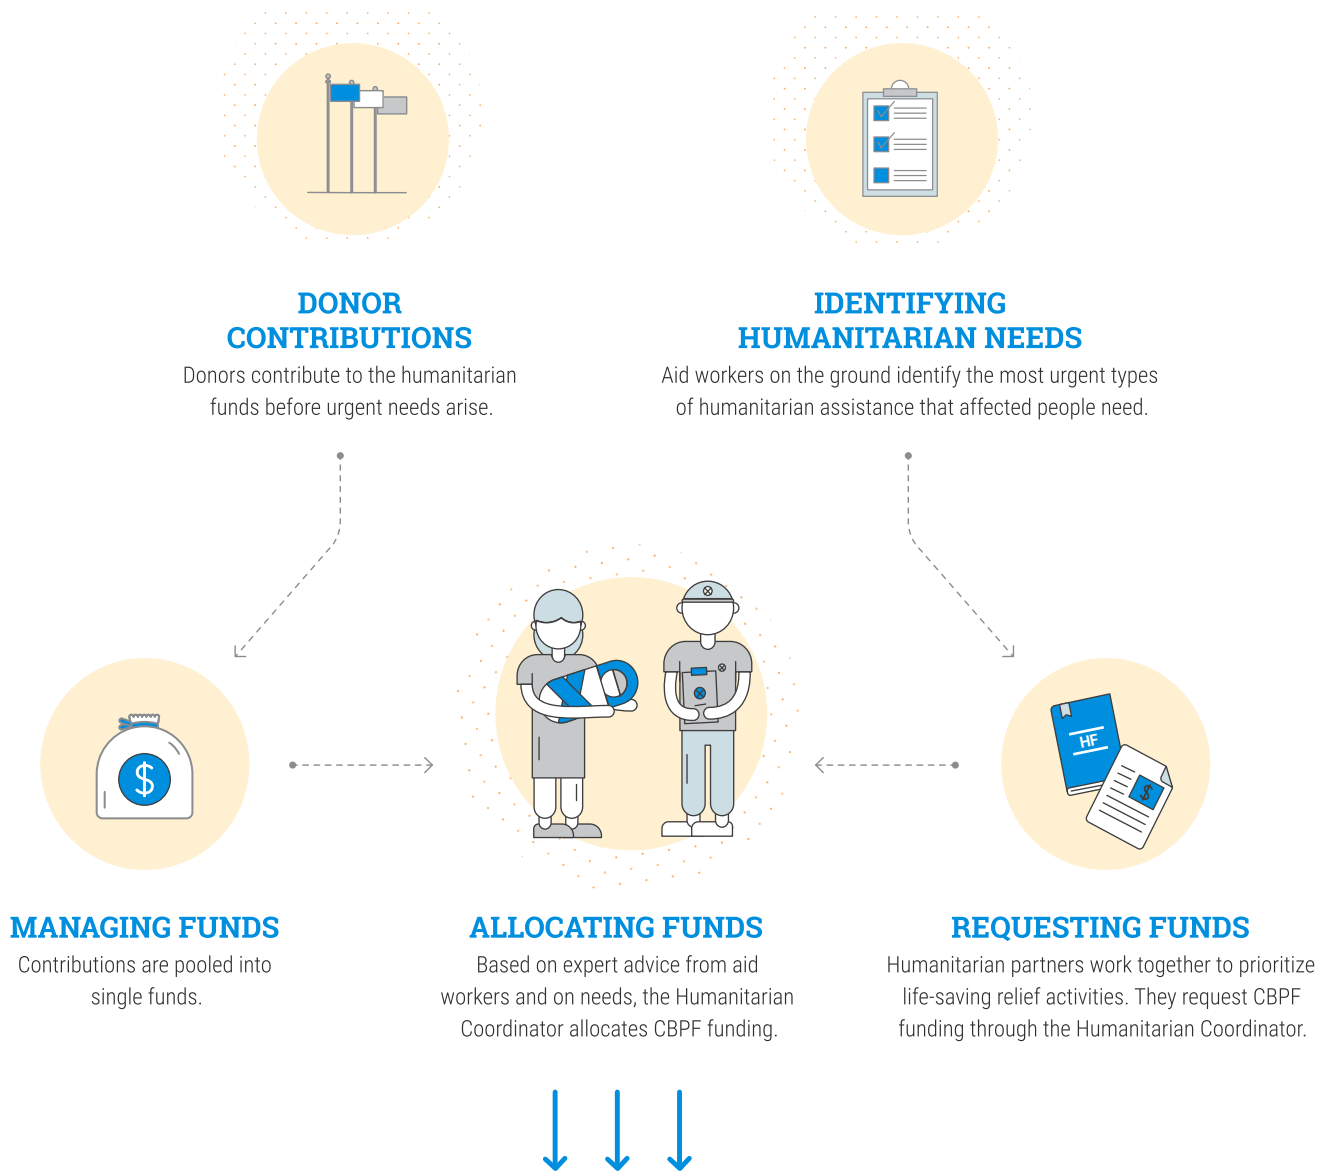 DONOR
CONTRIBUTIONS
Donors contribute to the humanitarian
funds before urgent needs arise.
IDENTIFYING
HUMANITARIAN NEEDS
Aid workers on the ground identify the most urgent types
of humanitarian assistance that affected people need.
$
HF
$
MANAGING FUNDS
Contributions are pooled into
single funds.
ALLOCATING FUNDS
Based on expert advice from aid
workers and on needs, the Humanitarian
Coordinator allocates CBPF funding.
REQUESTING FUNDS
Humanitarian partners work together to prioritize
life-saving relief activities. They request CBPF
funding through the Humanitarian Coordinator.